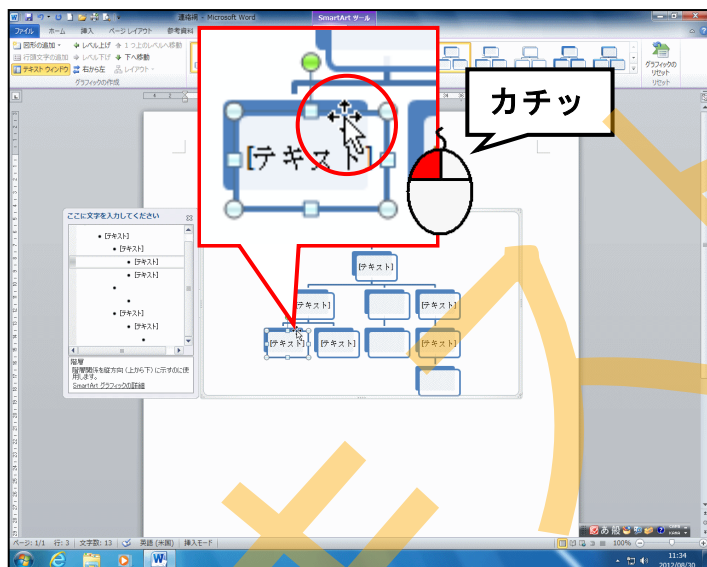 連絡網 - Microsoft Word
SmartArt ツール
ファイル ホーム 挿入 ページ レイアウト 参考資料
図形の追加 レベル上げ 1 つ上のレベルへ移動
行頭文字の追加 レベル下げ 下へ移動
テキスト ウィンドウ 右から左 レイアウト
グラフィックの作成
グラフィックの
リセット
リセット
カチッ
[テキスト]
ここに文字を入力してください
• [テキスト]
• [テキスト]
• [テキスト]
• [テキスト]
•
•
• [テキスト]
• [テキスト]
•
階層
階層関係を縦方向 (上から下) に示すのに使
用します。
SmartArt グラフィックの詳細
[テキスト]
[テキスト] [テキスト]
[テキスト] [テキスト] [テキスト]
ページ: 1/1 行: 3 文字数: 13 英語 (米国) 挿入モード
あ 般
100%
11:34
2012/08/30